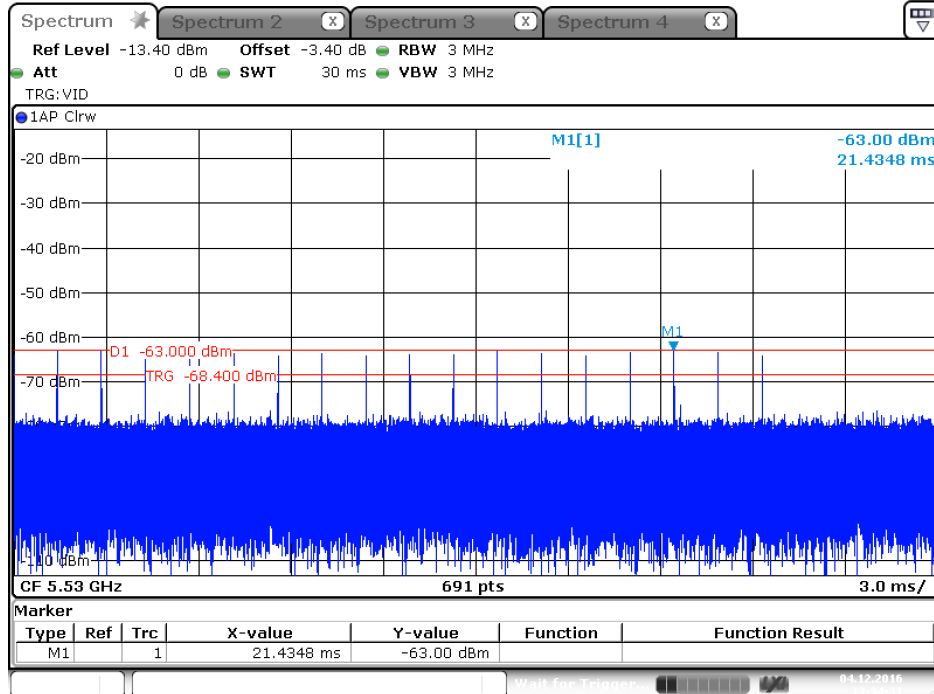 Spectrum Spectrum 2 X Spectrum 3 X Spectrum 4 X
Ref Level -13.40 dBm Offset -3.40 dB RBW 3 MHz
Att 0 dB SWT 30 ms VBW 3 MHz
TRG:VID
1AP Clrw
M1[1] -63.00 dBm
21.4348 ms
-20 dBm
-30 dBm
-40 dBm
-50 dBm
-60 dBm
M1
D1 -63.000 dBm
TRG -68.400 dBm
-70 dBm
-110 dBm
CF 5.53 GHz 691 pts 3.0 ms/
Marker
Type Ref Trc X-value Y-value Function Function Result
M1 1 21.4348 ms -63.00 dBm
Wait for Trigger... 04.12.2016